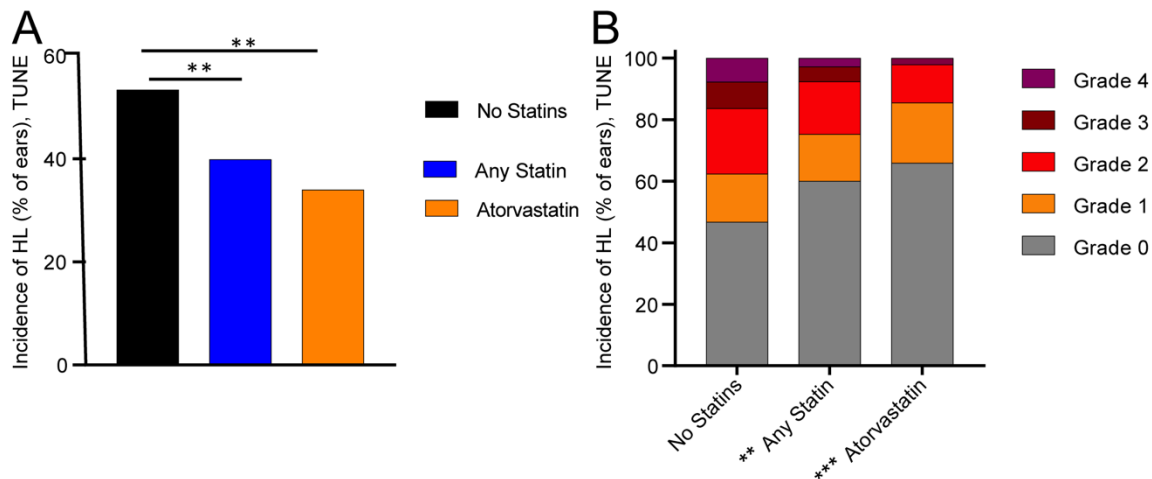 A
Incidence of HL (% of ears), TUNE
60
40
20
0
**
**
No Statins
Any Statin
Atorvastatin
B
Incidence of HL (% of ears), TUNE
100
80
60
40
20
0
No Statins
** Any Statin
*** Atorvastatin
Grade 4
Grade 3
Grade 2
Grade 1
Grade 0